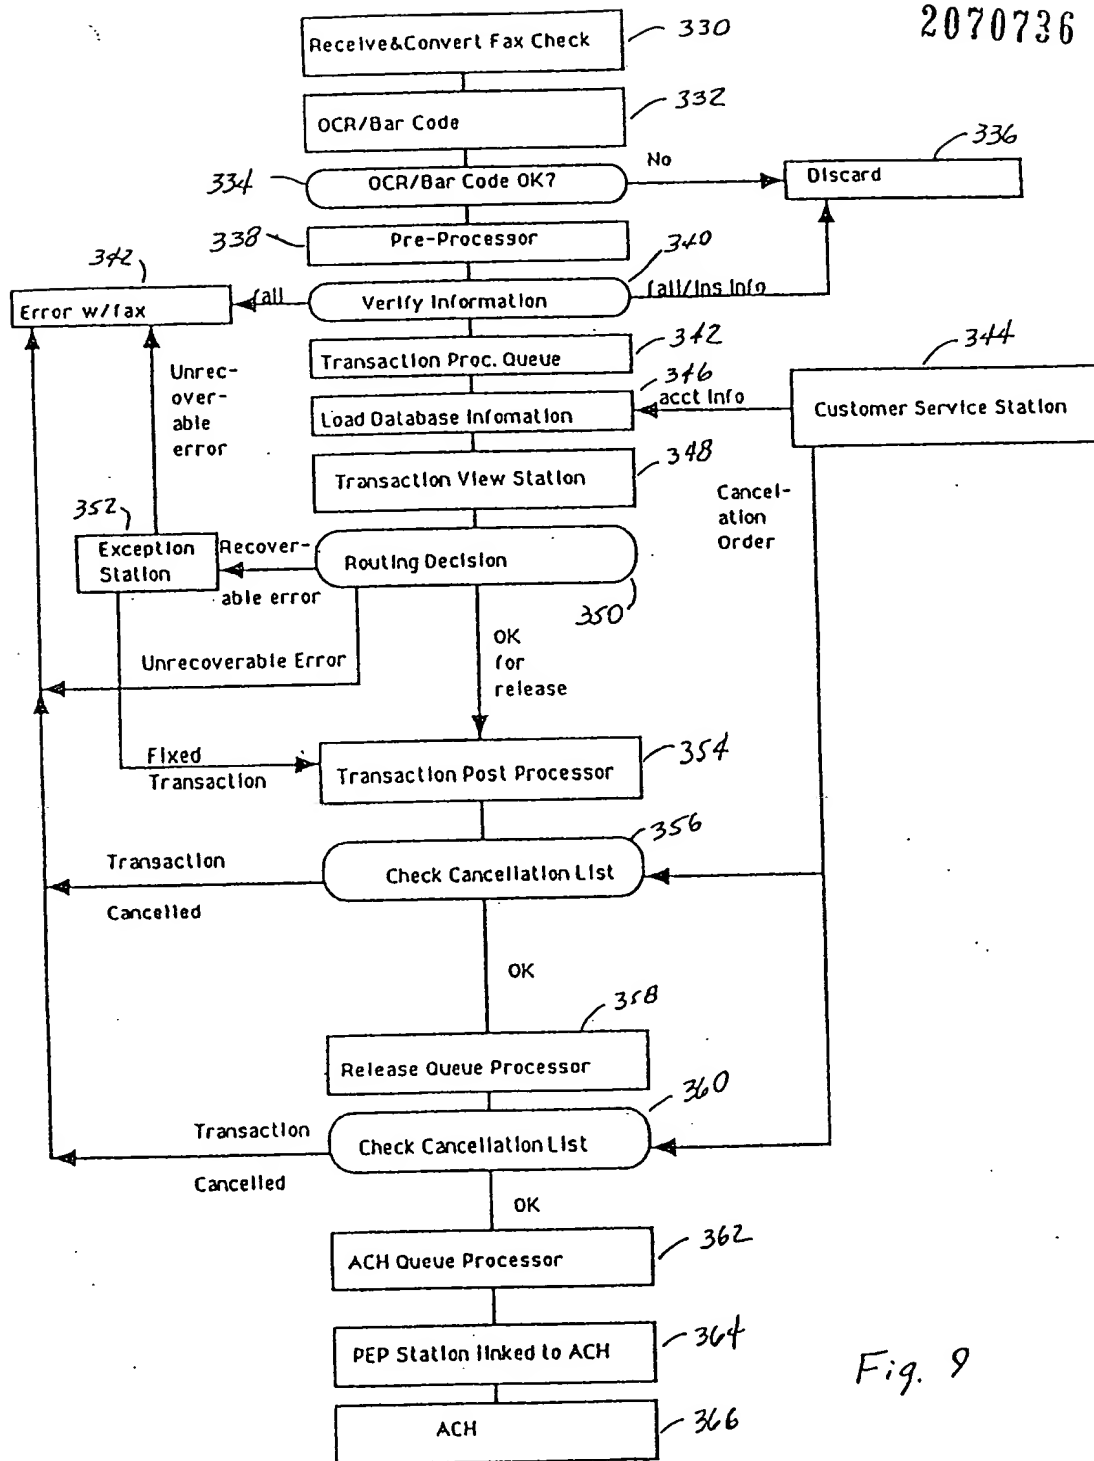 2070736
Receive&Convert Fax Check
330
OCR/Bar Code
332
334
OCR/Bar Code OK?
No
Discard
336
338
Pre-Processor
340
342
Error w/fax
fail
Verify Information
fail/ins info
Transaction Proc. Queue
342
346
344
Load Database Infomation
acct Info
Customer Service Station
Unrec-
over-
able
error
Transaction View Station
348
Cancel-
ation
Order
352
Exception
Station
Recover-
able error
Routing Decision
350
OK
for
release
Unrecoverable Error
Fixed
Transaction
Transaction Post Processor
354
356
Transaction
Cancelled
Check Cancellation List
OK
358
Release Queue Processor
360
Transaction
Cancelled
Check Cancellation List
OK
ACH Queue Processor
362
PEP Station linked to ACH
364
ACH
366
Fig. 9